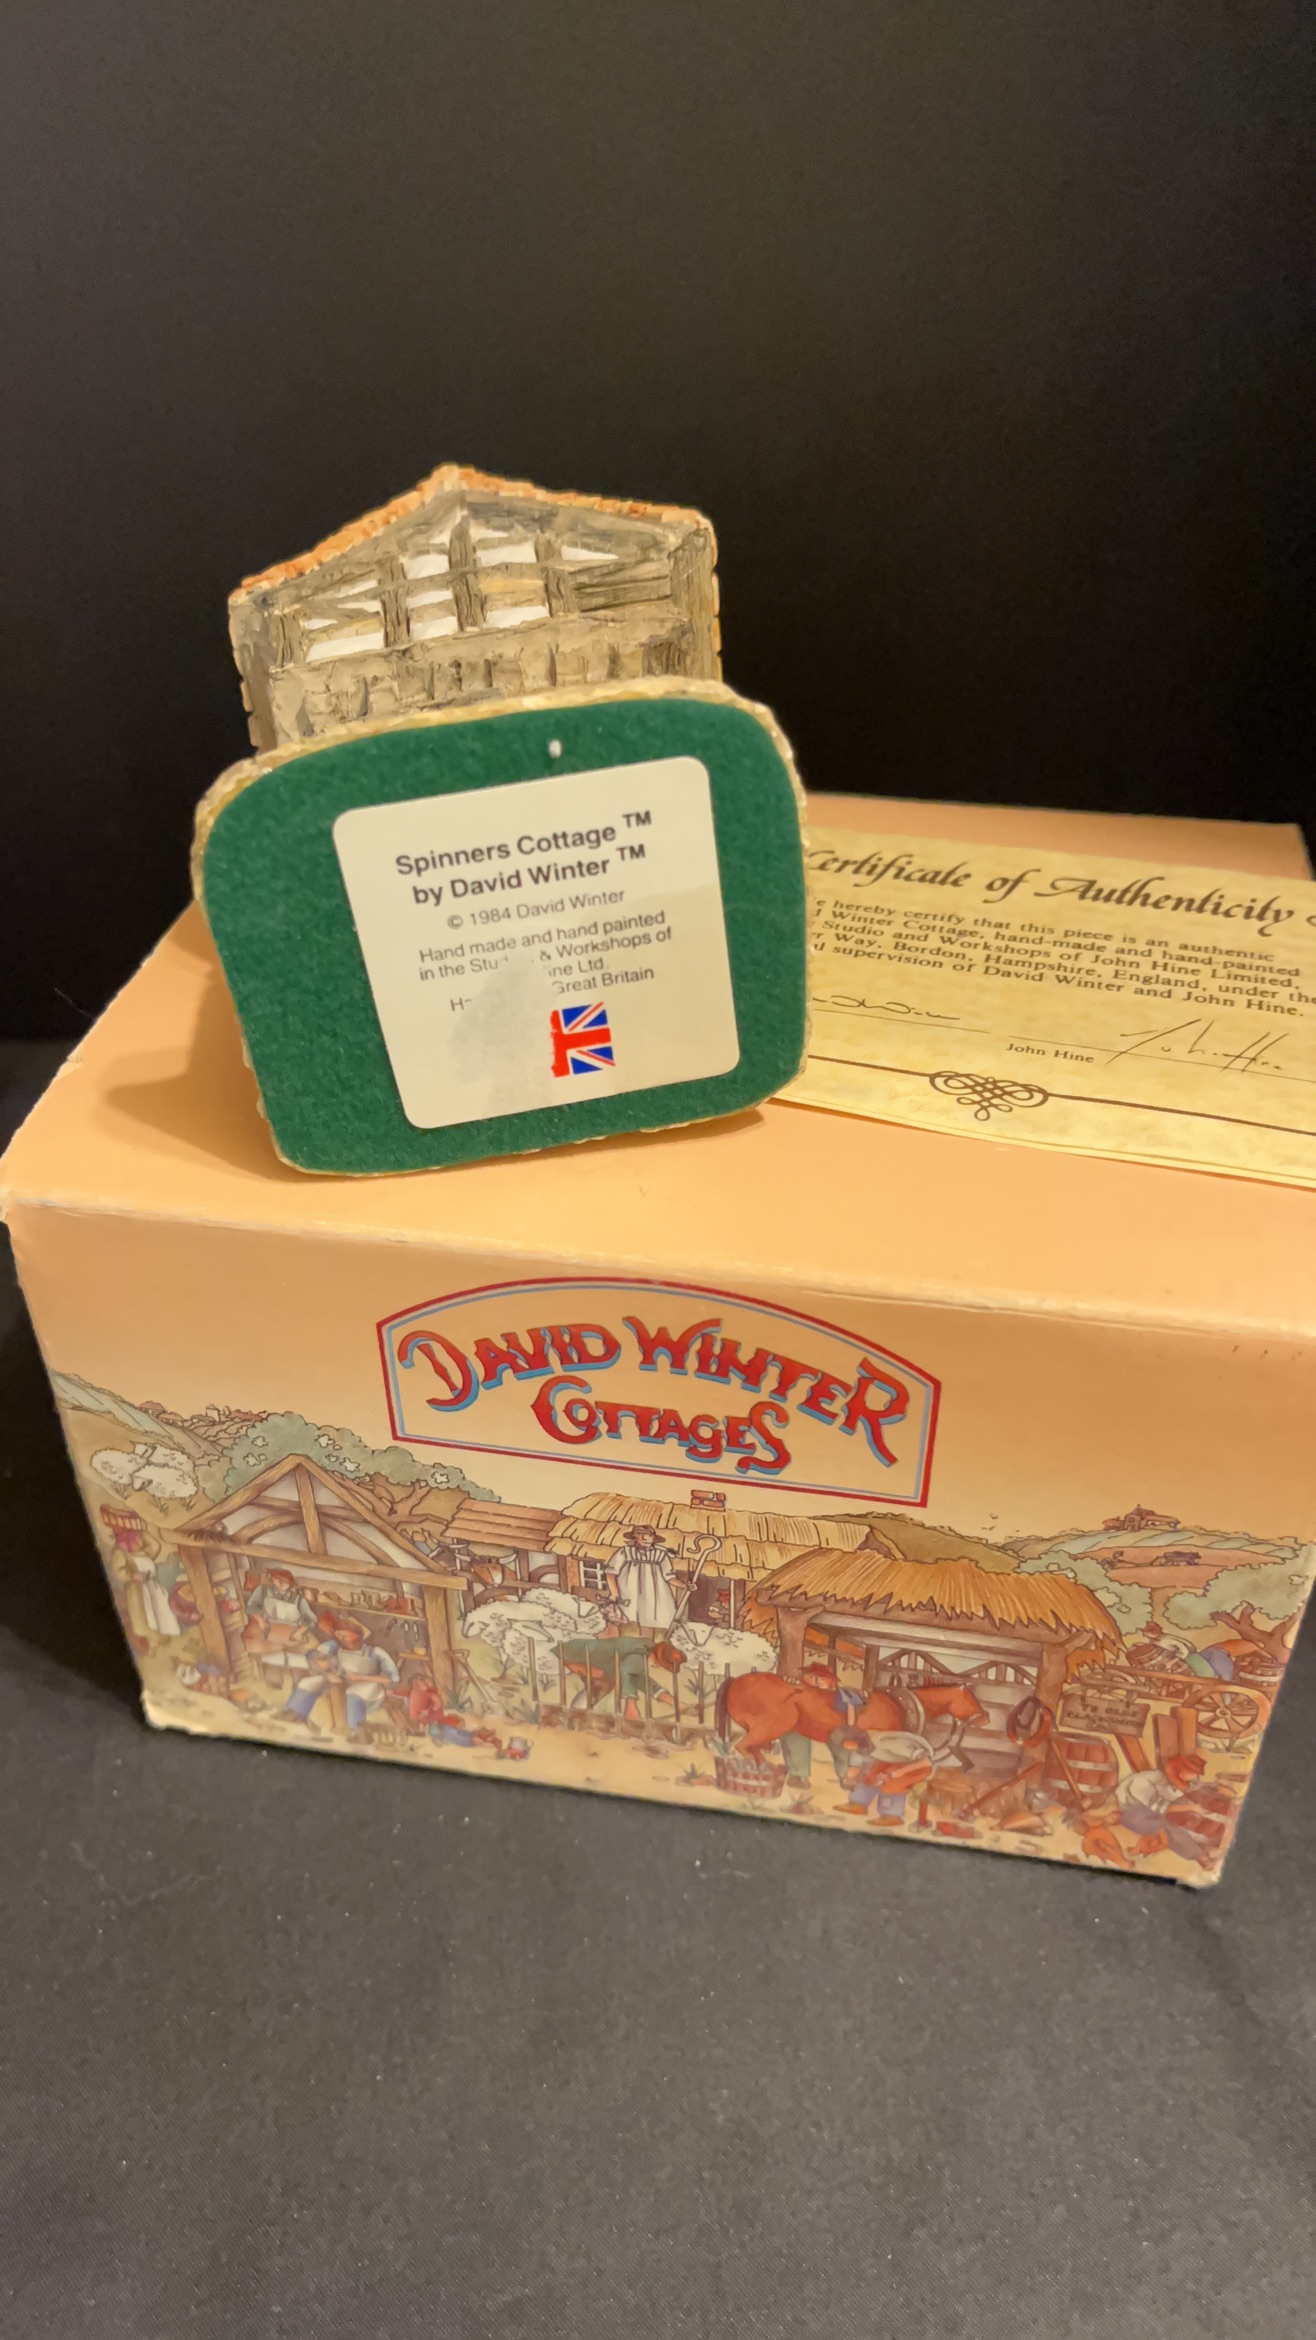 Spinners Cottage ™
by David Winter ™
© 1984 David Winter
Hand made and hand painted
in the & Workshops of
Ltd.
Great Britain
Certificate of Authenticity
hereby certify that this piece is an authentic
Winter Cottage, hand-made and hand-painted
Studio and Workshops of John Hine Limited,
Way, Bordon, Hampshire, England, under the
supervision of David Winter and John Hine.
John Hine
DAVID WINTER
COTTAGES